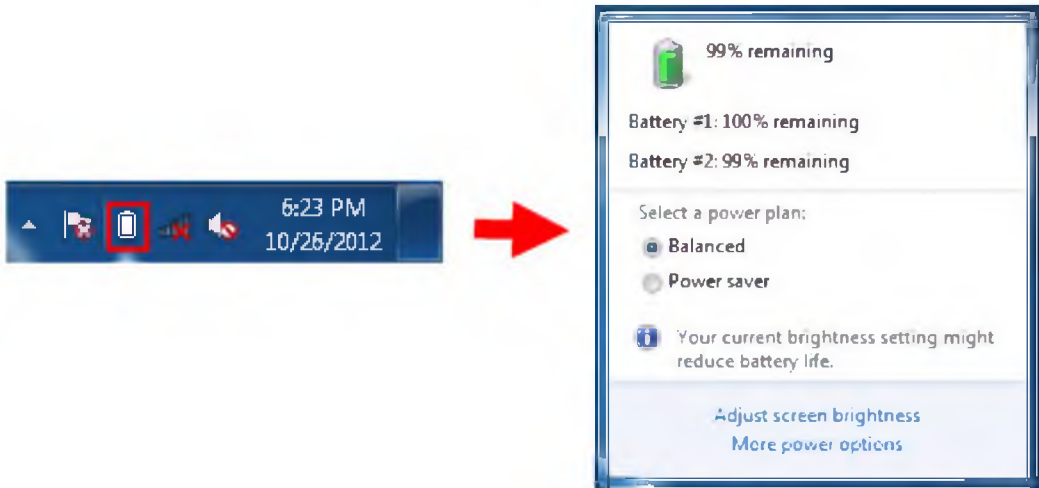 6:23 PM
10/26/2012
99% remaining
Battery #1: 100% remaining
Battery #2: 99% remaining
Select a power plan:
Balanced
Power saver
Your current brightness setting might
reduce battery life.
Adjust screen brightness
More power options